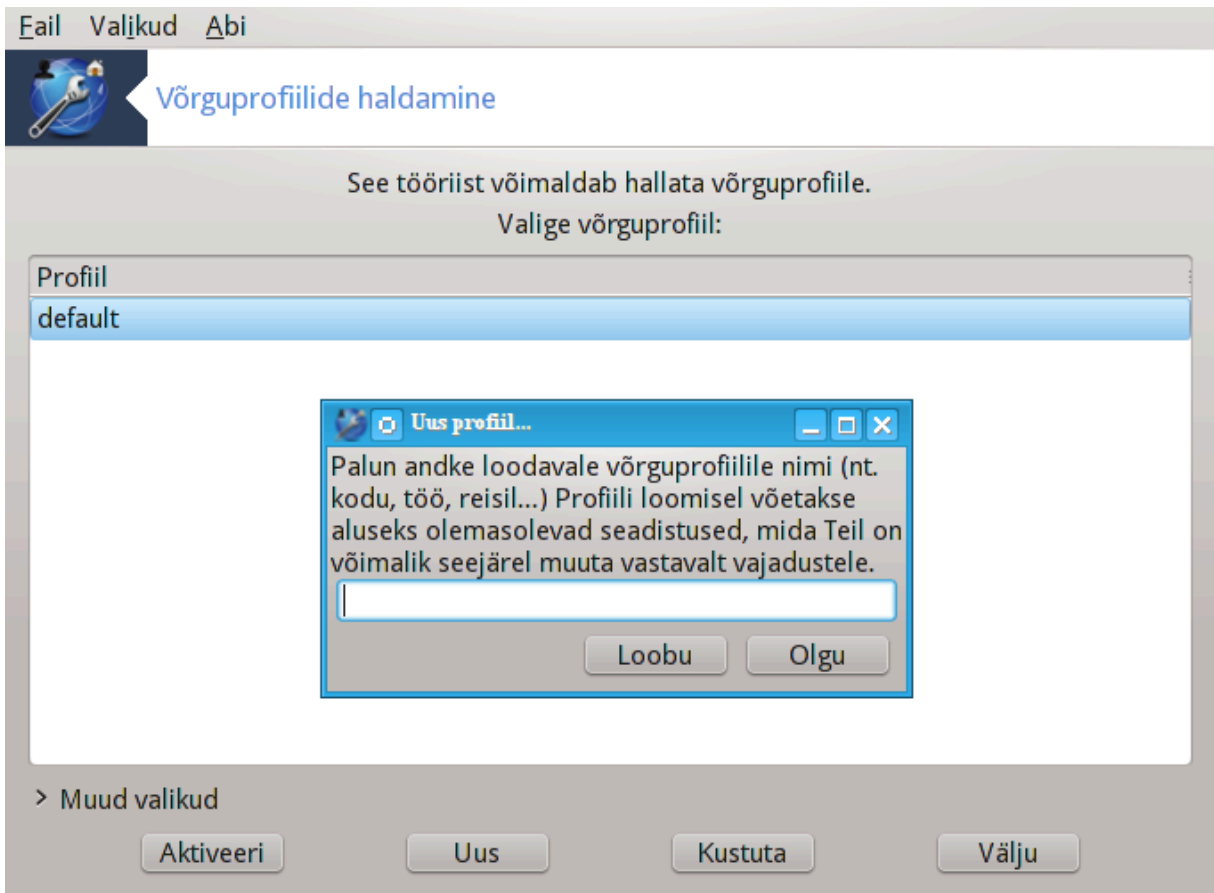 Fail Valikud Abi
Võrguprofiilide haldamine
See tööriist võimaldab hallata võrguprofiile.
Valige võrguprofiil:
Profiil
default
Uus profiil...
Palun andke loodavale võrguprofiilile nimi (nt.
kodu, töö, reisil...) Profiili loomisel võetakse
aluseks olemasolevad seadistused, mida Teil on
võimalik seejärel muuta vastavalt vajadustele.
Loobu Olgu
> Muud valikud
Aktiveeri Uus Kustuta Välju